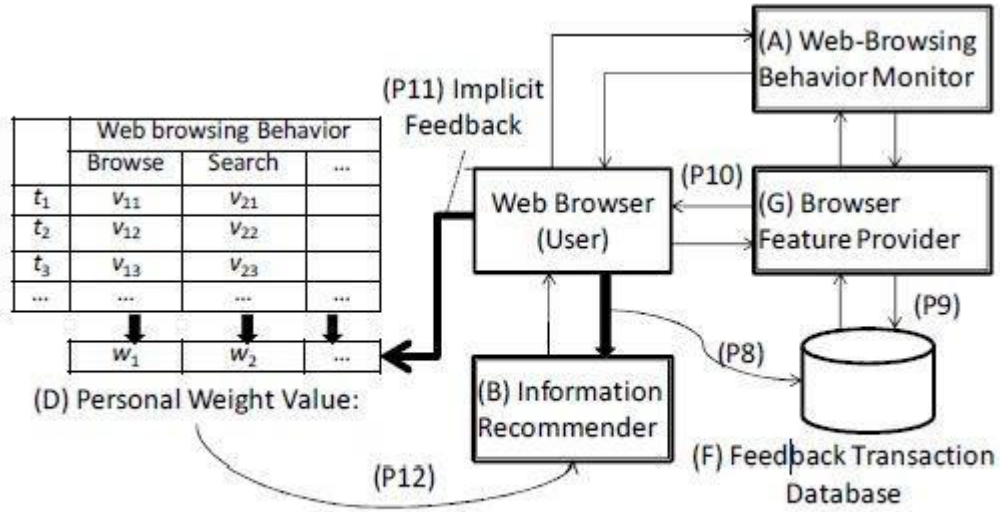 (A) Web-Browsing
Behavior Monitor
(P11) Implicit
Feedback
Web browsing Behavior
Browse Search ...
t1 v11 v21
t2 v12 v22
t3 v13 v23
... ... ... ...
w1 w2 ...
(D) Personal Weight Value:
Web Browser
(User)
(P10)
(G) Browser
Feature Provider
(P9)
(P8)
(B) Information
Recommender
(P12)
(F) Feedback Transaction
Database